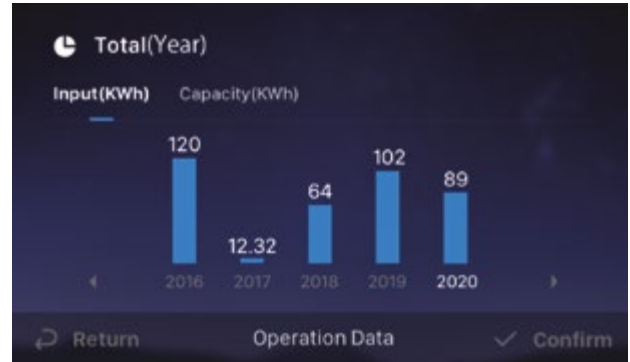 Total(Year)
Input(KWh) Capacity(KWh)
120
102
89
64
12.32
2016 2017 2018 2019 2020
Return Operation Data Confirm